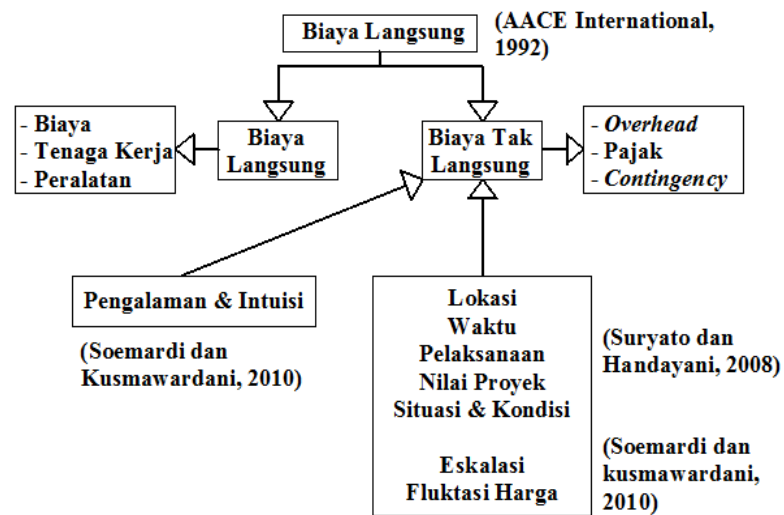 Biaya Langsung
(AACE International,
1992)
- Biaya
- Tenaga Kerja
- Peralatan
Biaya
Langsung
Biaya Tak
Langsung
- Overhead
- Pajak
- Contingency
Pengalaman & Intuisi
(Soemardi dan
Kusmawardani, 2010)
Lokasi
Waktu
Pelaksanaan
Nilai Proyek
Situasi & Kondisi
Eskalasi
Fluktasi Harga
(Suryato dan
Handayani, 2008)
(Soemardi dan
kusmawardani,
2010)